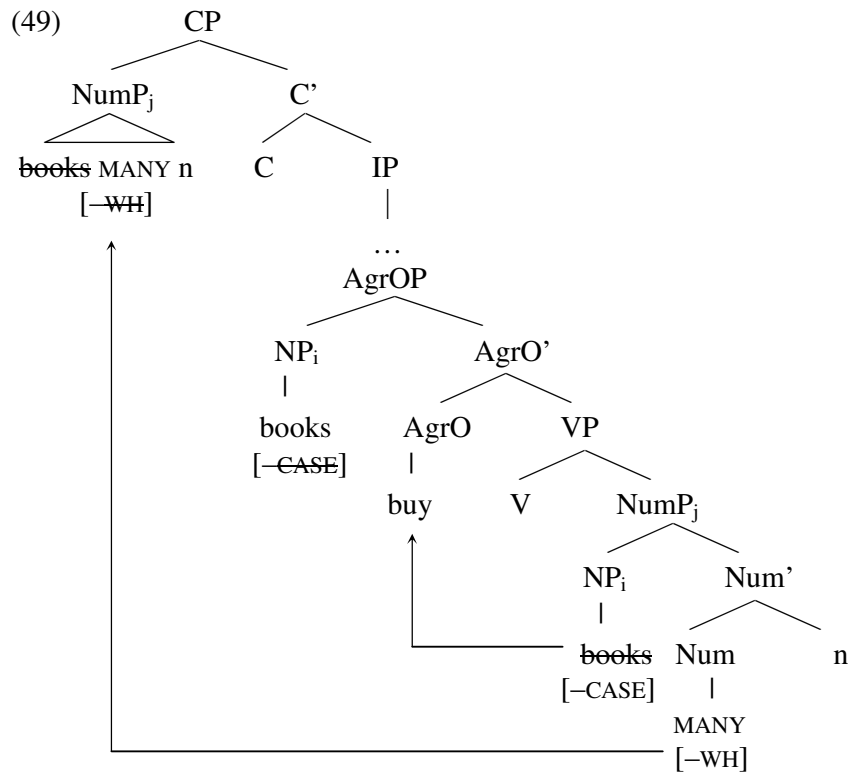 (49) CP
NumPj C'
books MANY n C IP
[–WH]
…
AgrOP
NPi AgrO'
books AgrO VP
[–CASE]
buy V NumPj
NPi Num'
books Num n
[–CASE]
MANY
[–WH]